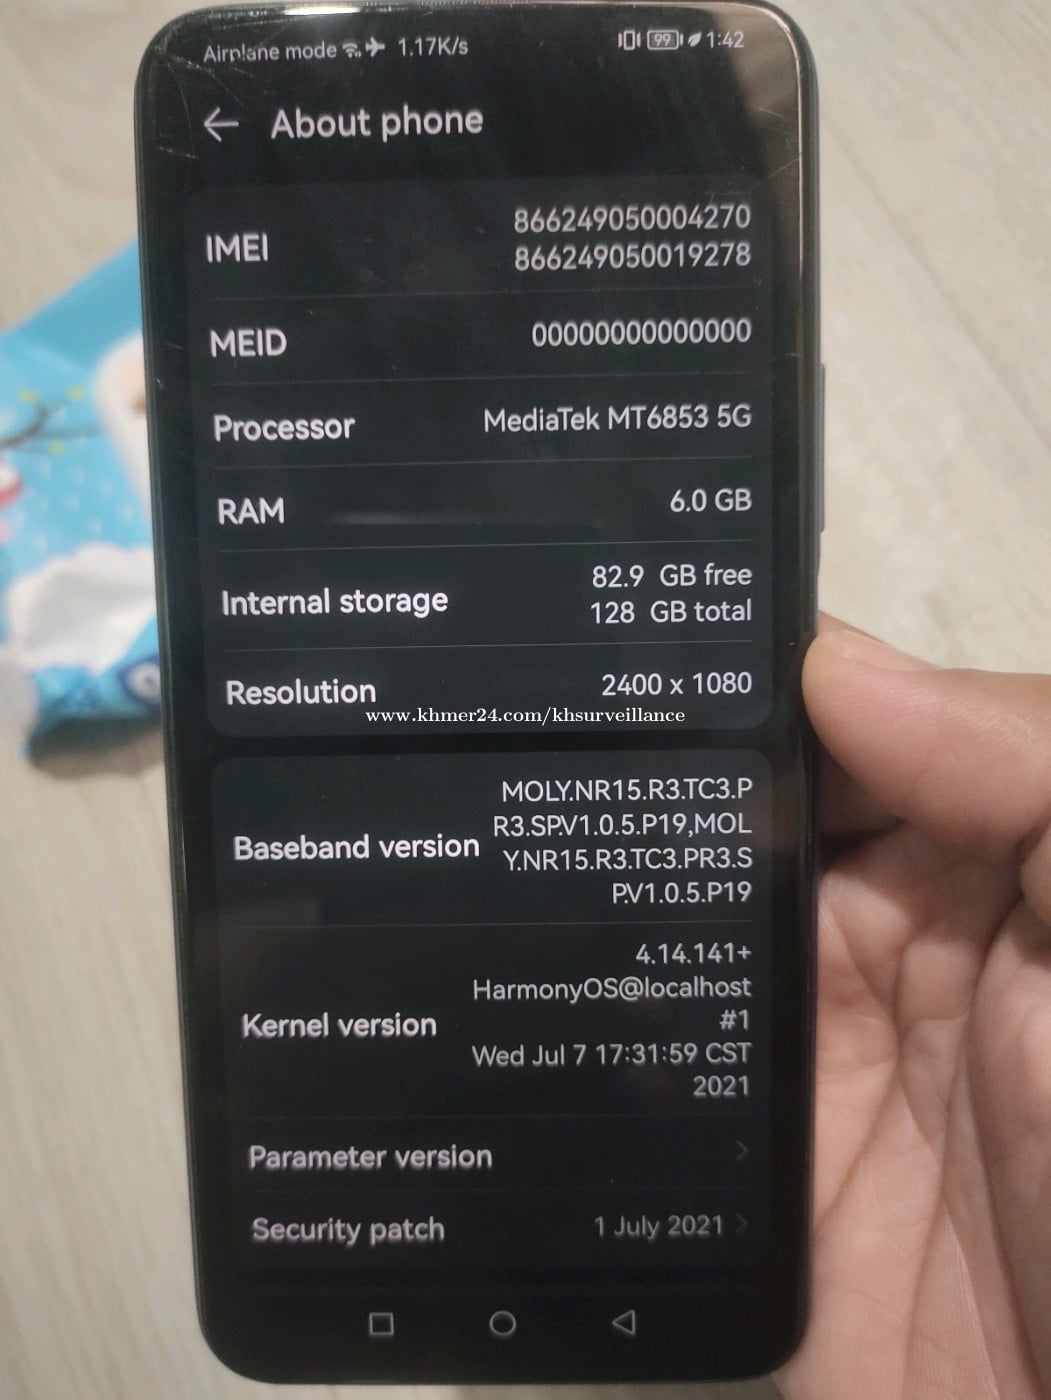 Airplane mode 1.17K/s 99 1:42
About phone
IMEI 866249050004270
866249050019278
MEID 00000000000000
Processor MediaTek MT6853 5G
RAM 6.0 GB
Internal storage 82.9 GB free
128 GB total
Resolution 2400 x 1080
www.khmer24.com/khsurveillance
Baseband version MOLY.NR15.R3.TC3.P
R3.SP.V1.0.5.P19,MOL
Y.NR15.R3.TC3.PR3.S
P.V1.0.5.P19
Kernel version 4.14.141+
HarmonyOS@localhost
#1
Wed Jul 7 17:31:59 CST
2021
Parameter version
Security patch 1 July 2021